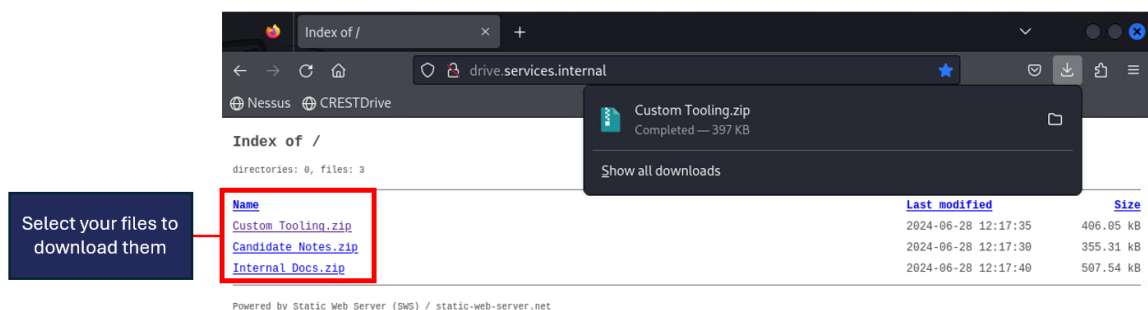 Index of /
drive.services.internal
Nessus
CRESTDrive
Custom Tooling.zip
Completed — 397 KB
Show all downloads
Index of /
directories: 0, files: 3
Name Last modified Size
Custom Tooling.zip 2024-06-28 12:17:35 406.05 kB
Candidate Notes.zip 2024-06-28 12:17:30 355.31 kB
Internal Docs.zip 2024-06-28 12:17:40 507.54 kB
Select your files to
download them
Powered by Static Web Server (SWS) / static-web-server.net